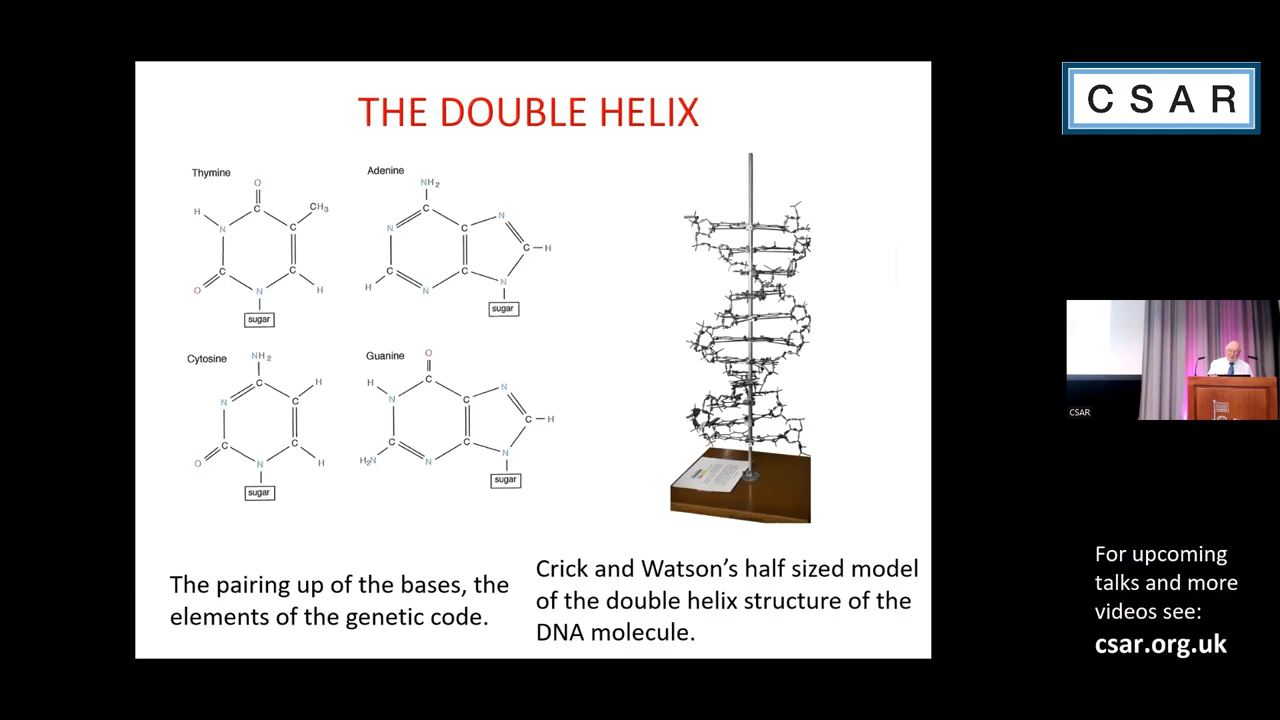 THE DOUBLE HELIX
Thymine
O
H
N
C
C
CH₃
O
C
N
C
H
sugar
Adenine
NH₂
C
N
C
N
C
H
H
C
N
C
N
sugar
Cytosine
NH₂
C
H
N
C
O
C
N
C
H
sugar
Guanine
O
C
H
N
C
N
C
H
H₂N
C
N
C
N
sugar
The pairing up of the bases, the
elements of the genetic code.
Crick and Watson’s half sized model
of the double helix structure of the
DNA molecule.
CSAR
CSAR
For upcoming
talks and more
videos see:
csar.org.uk